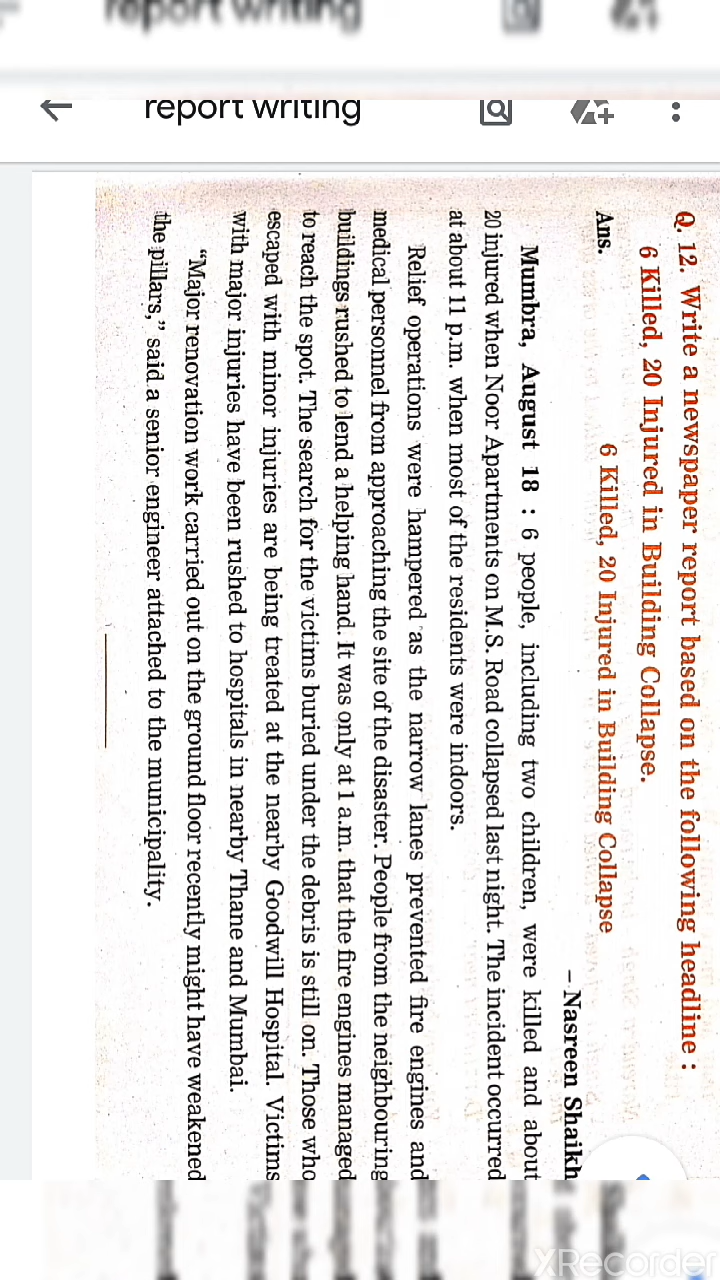 report writing
report writing
Q. 12. Write a newspaper report based on the following headline :
6 Killed, 20 Injured in Building Collapse.
Ans.
6 Killed, 20 Injured in Building Collapse
– Nasreen Shaikh
Mumbra, August 18 : 6 people, including two children, were killed and about
20 injured when Noor Apartments on M.S. Road collapsed last night. The incident occurred
at about 11 p.m. when most of the residents were indoors.
Relief operations were hampered as the narrow lanes prevented fire engines and
medical personnel from approaching the site of the disaster. People from the neighbouring
buildings rushed to lend a helping hand. It was only at 1 a.m. that the fire engines managed
to reach the spot. The search for the victims buried under the debris is still on. Those who
escaped with minor injuries are being treated at the nearby Goodwill Hospital. Victims
with major injuries have been rushed to hospitals in nearby Thane and Mumbai.
“Major renovation work carried out on the ground floor recently might have weakened
the pillars,” said a senior engineer attached to the municipality.
XRecorder